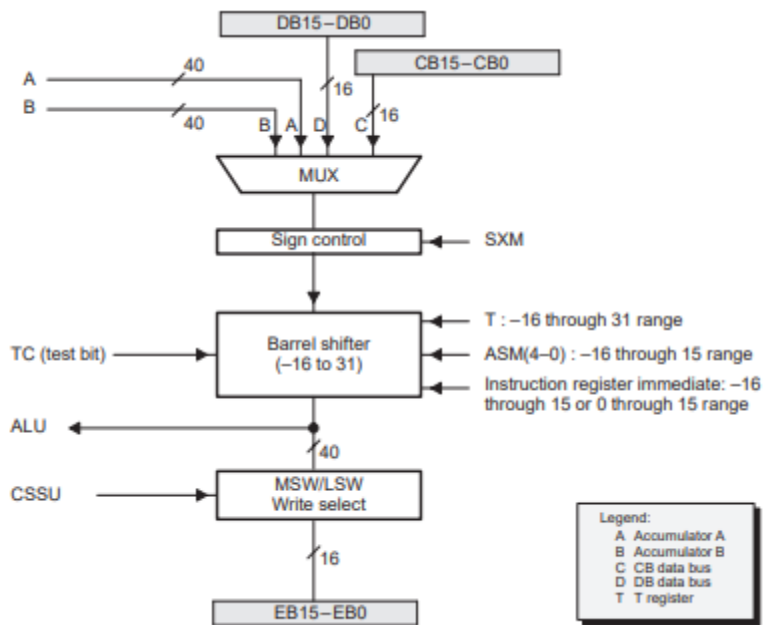 DB15–DB0
CB15–CB0
A
40
16
B
40
16
B A D C
MUX
Sign control
SXM
T : –16 through 31 range
Barrel shifter
(–16 to 31)
TC (test bit)
ASM(4–0) : –16 through 15 range
Instruction register immediate: –16
through 15 or 0 through 15 range
ALU
40
CSSU
MSW/LSW
Write select
16
EB15–EB0
Legend:
A Accumulator A
B Accumulator B
C CB data bus
D DB data bus
T T register